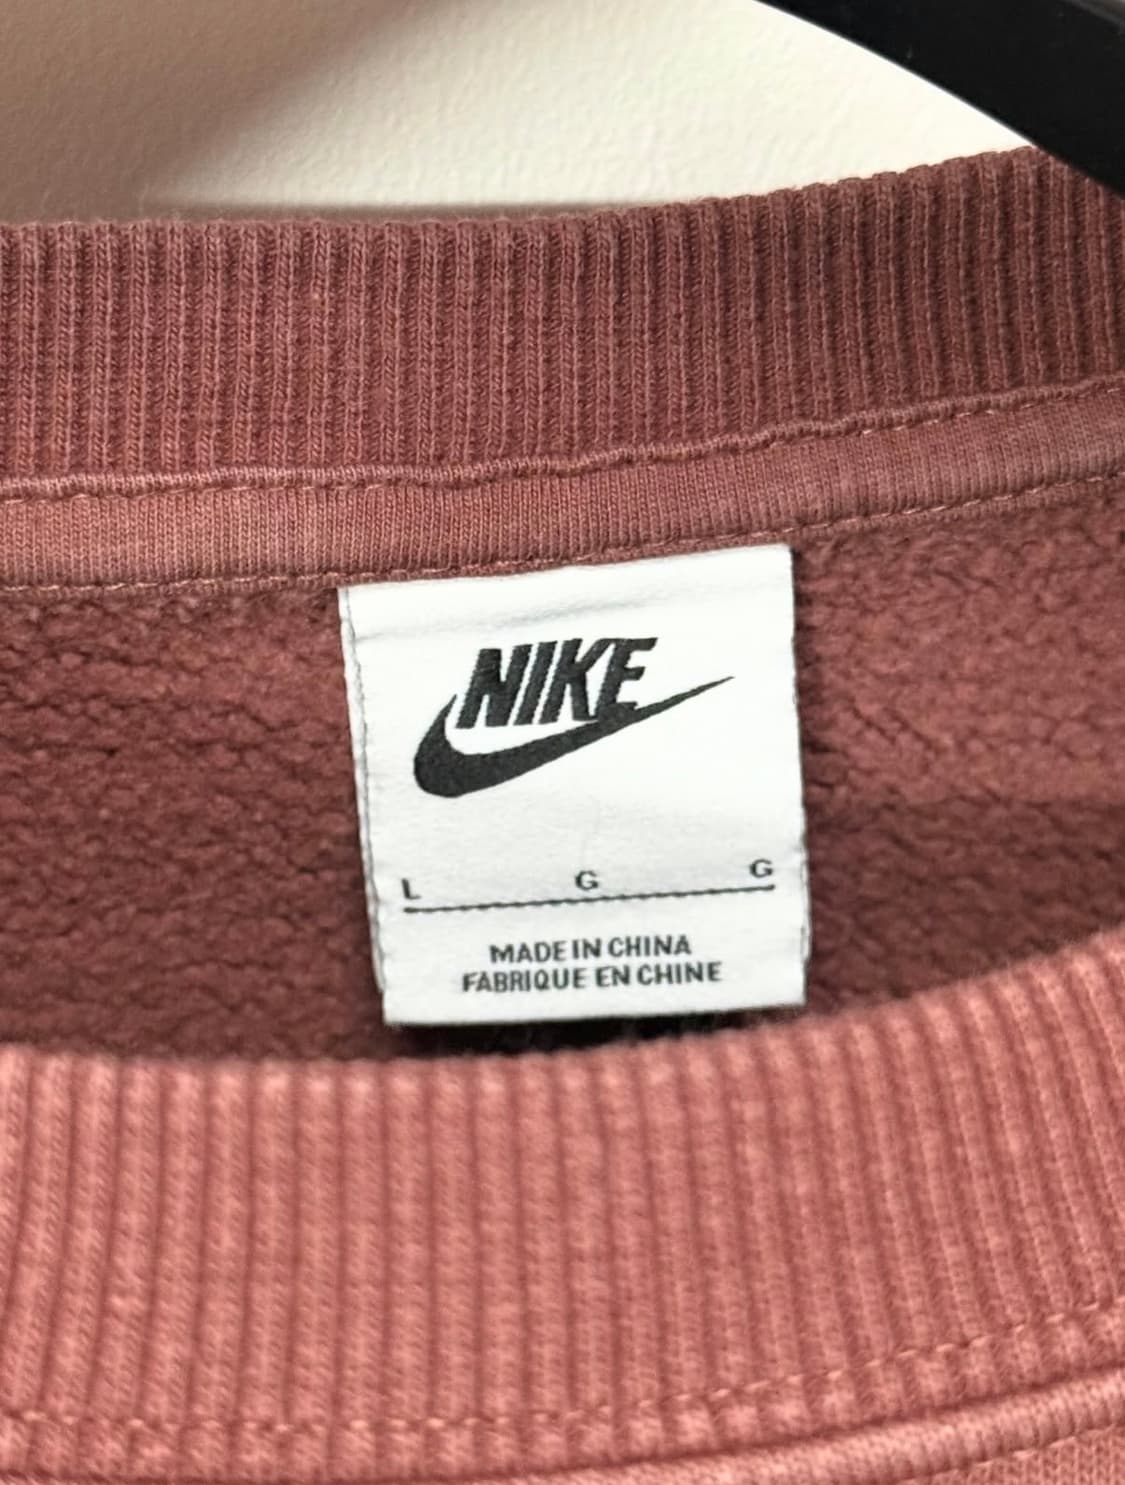 NIKE
L G G
MADE IN CHINA
FABRIQUE EN CHINE